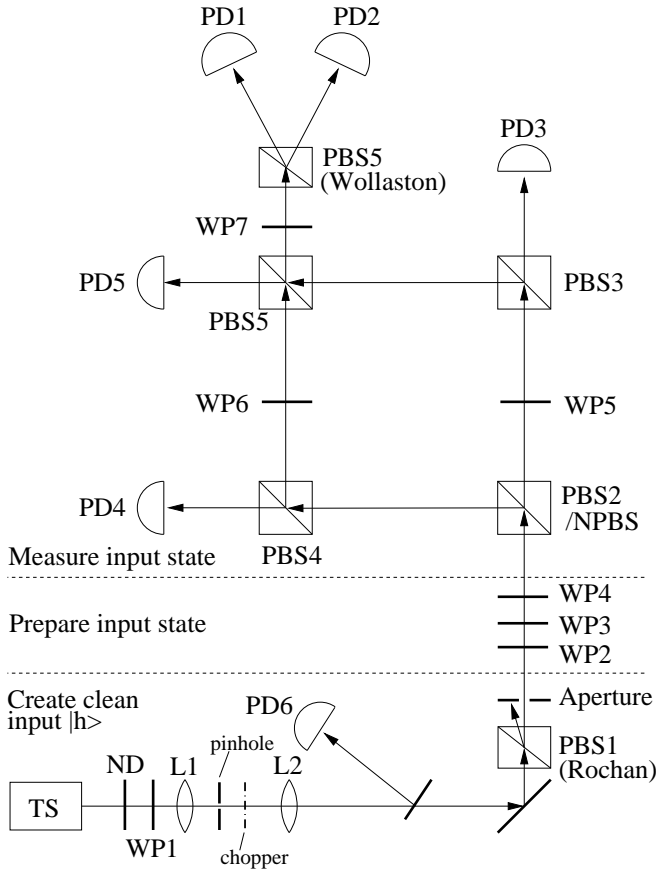 PD1
PD2
PD3
PBS5
(Wollaston)
WP7
PD5
PBS5
PBS3
WP6
WP5
PD4
PBS4
PBS2
/NPBS
Measure input state
WP4
Prepare input state
WP3
WP2
Create clean
input |h>
PD6
Aperture
pinhole
PBS1
(Rochan)
ND
L1
L2
TS
WP1
chopper